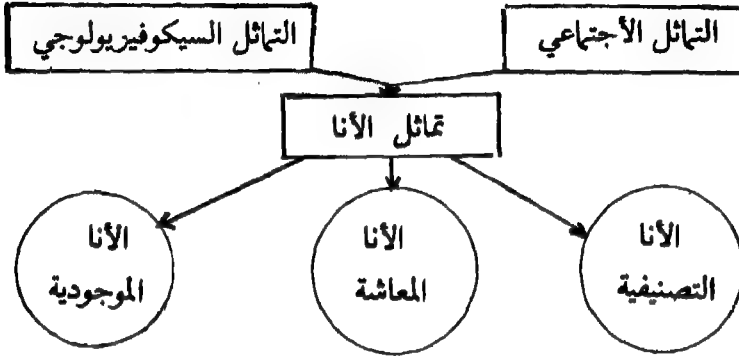 التماثل الأجتماعي
التماثل السيكوفيزيولوجي
تماثل الأنا
الأنا
التصنيفية
الأنا
المعاشة
الأنا
الموجودية